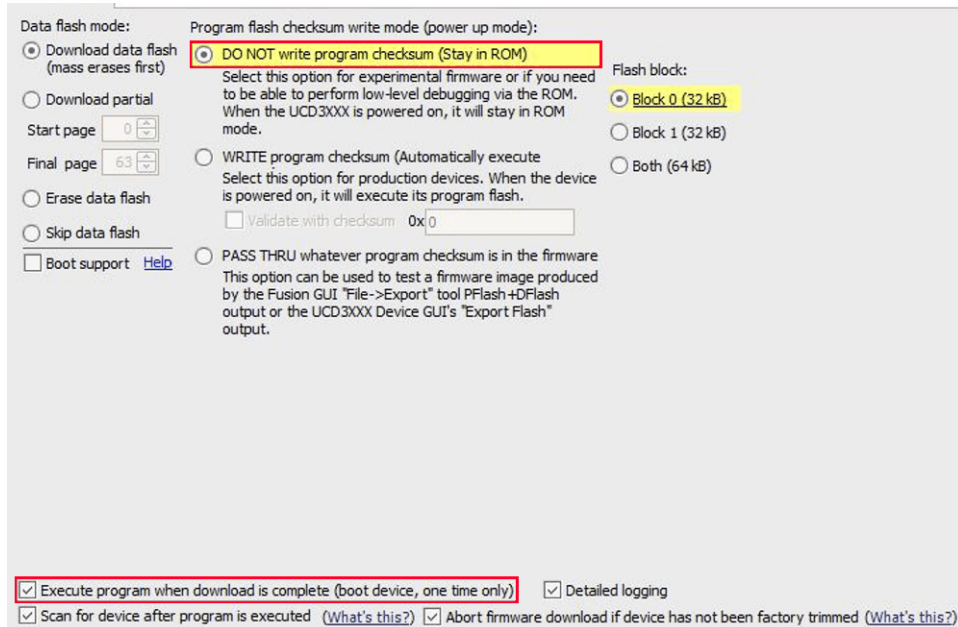 Data flash mode:
Download data flash
(mass erases first)
Download partial
Start page 0
Final page 63
Erase data flash
Skip data flash
Boot support Help
Program flash checksum write mode (power up mode):
DO NOT write program checksum (Stay in ROM)
Select this option for experimental firmware or if you need
to be able to perform low-level debugging via the ROM.
When the UCD3XXX is powered on, it will stay in ROM
mode.
WRITE program checksum (Automatically execute
Select this option for production devices. When the device
is powered on, it will execute its program flash.
Validate with checksum 0x 0
PASS THRU whatever program checksum is in the firmware
This option can be used to test a firmware image produced
by the Fusion GUI "File->Export" tool PFlash+DFlash
output or the UCD3XXX Device GUI's "Export Flash"
output.
Flash block:
Block 0 (32 kB)
Block 1 (32 kB)
Both (64 kB)
Execute program when download is complete (boot device, one time only)
Detailed logging
Scan for device after program is executed (What's this?)
Abort firmware download if device has not been factory trimmed (What's this?)